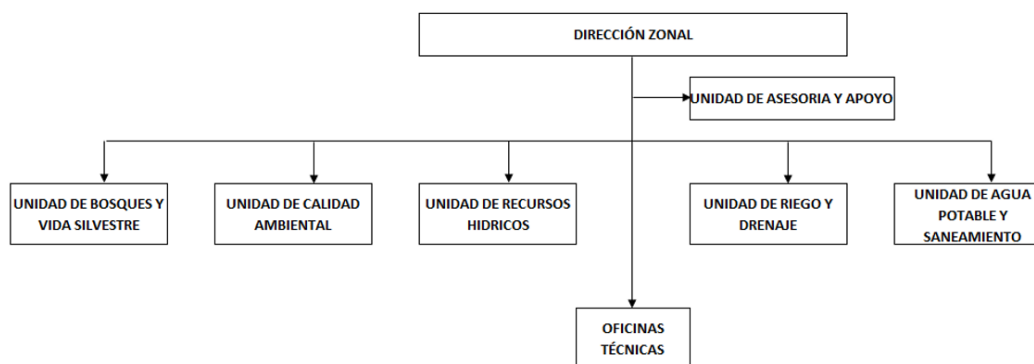 DIRECCIÓN ZONAL
UNIDAD DE ASESORIA Y APOYO
UNIDAD DE BOSQUES Y
VIDA SILVESTRE
UNIDAD DE CALIDAD
AMBIENTAL
UNIDAD DE RECURSOS
HIDRICOS
UNIDAD DE RIEGO Y
DRENAJE
UNIDAD DE AGUA
POTABLE Y
SANEAMIENTO
OFICINAS
TÉCNICAS